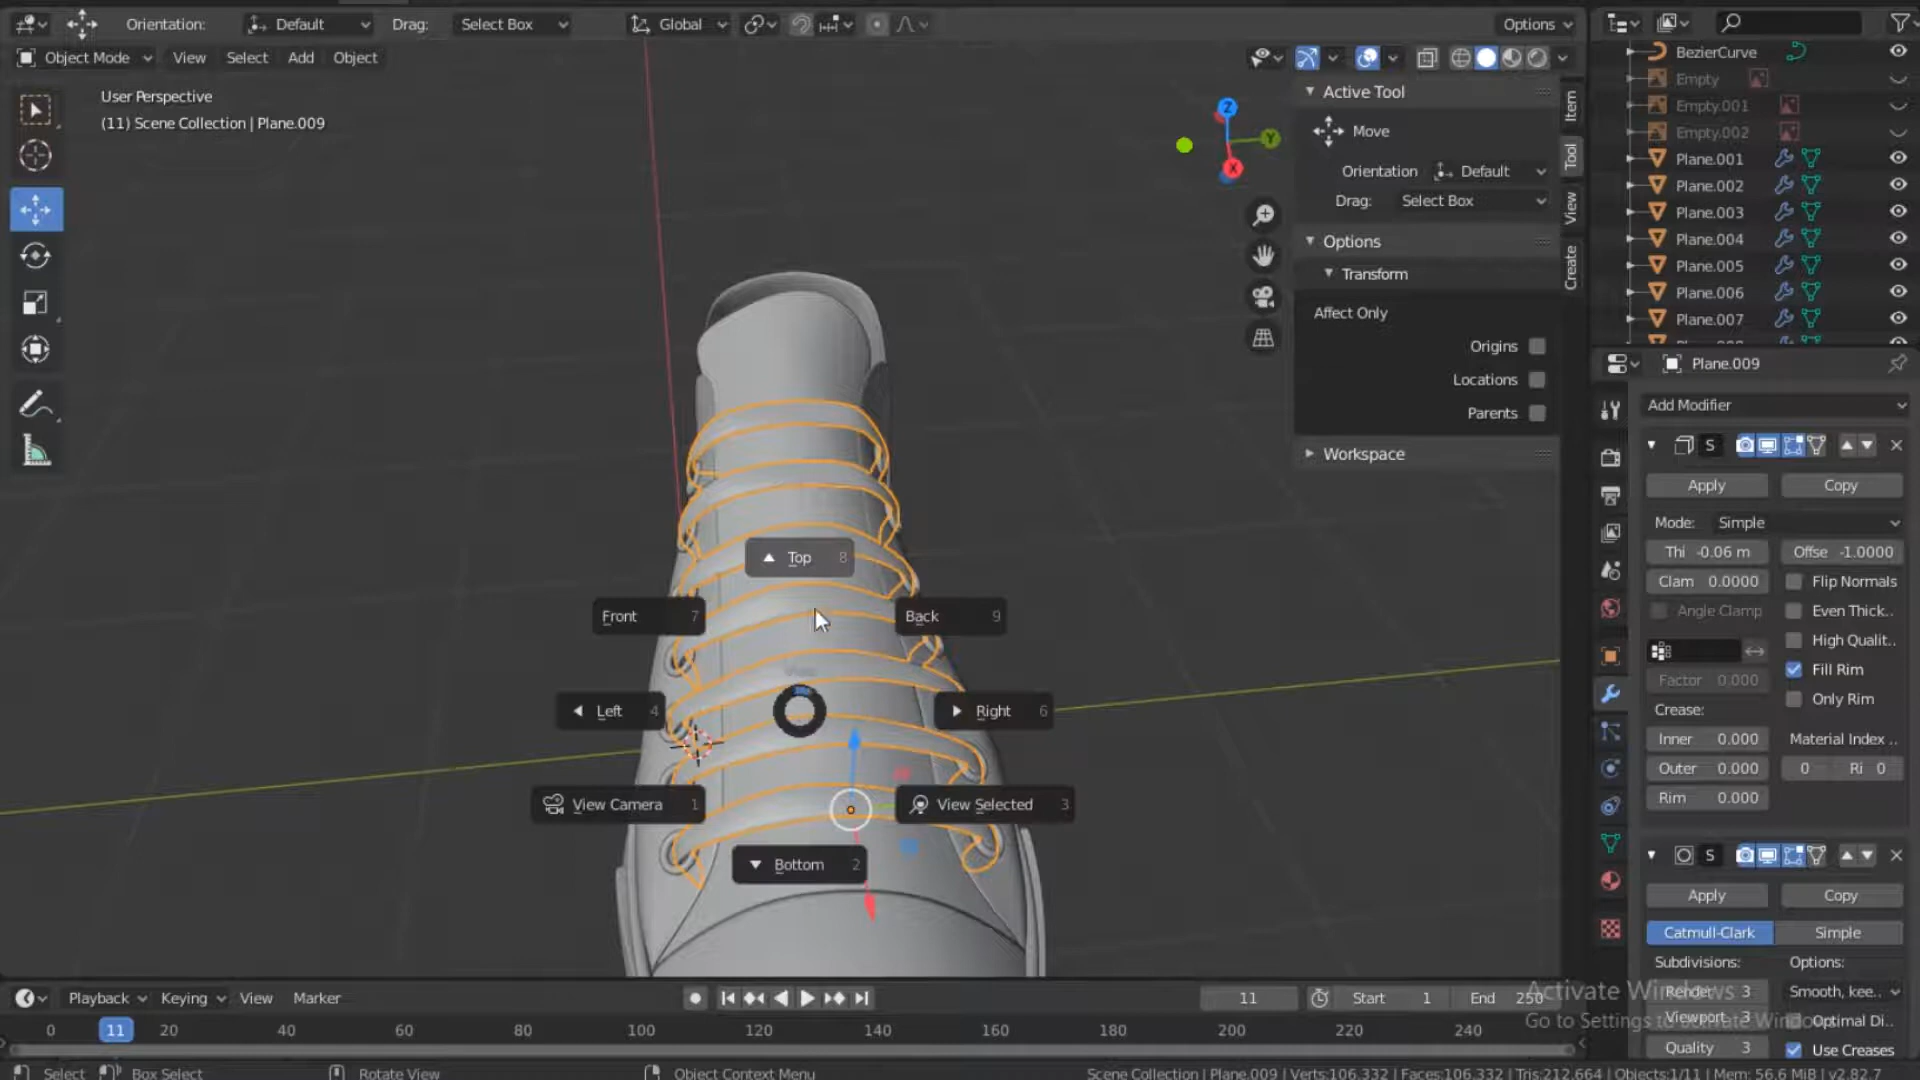 Orientation: Default Drag: Select Box Global Options
Object Mode View Select Add Object
User Perspective
(11) Scene Collection | Plane.009
Z
Y
X
Active Tool
Move
Orientation Default
Drag: Select Box
Options
Transform
Affect Only
Origins
Locations
Parents
Workspace
Item
Tool
View
Create
Top 8
Front 7
Back 9
Left 4
Right 6
View Camera 1
View Selected 3
Bottom 2
BezierCurve
Empty
Empty.001
Empty.002
Plane.001
Plane.002
Plane.003
Plane.004
Plane.005
Plane.006
Plane.007
Plane.009
Add Modifier
S
Apply Copy
Mode: Simple
Thi -0.06 m Offse -1.0000
Clam 0.0000 Flip Normals
Angle Clamp Even Thick..
High Qualit..
Fill Rim
Factor 0.000 Only Rim
Crease:
Inner 0.000 Material Index ..
Outer 0.000 0 Ri 0
Rim 0.000
S
Apply Copy
Catmull-Clark Simple
Subdivisions: Options:
Render 3 Smooth, kee..
Viewport 3 Optimal Di..
Quality 3 Use Creases
Activate Windows
Go to Settings to activate Windows.
Playback Keying View Marker 11 Start 1 End 250
0 11 20 40 60 80 100 120 140 160 180 200 220 240
Select Box Select Rotate View Object Context Menu Scene Collection | Plane.009 | Verts:106,332 | Faces:106,332 | Tris:212,664 | Objects:1/11 | Mem: 56.6 MiB | v2.82.7